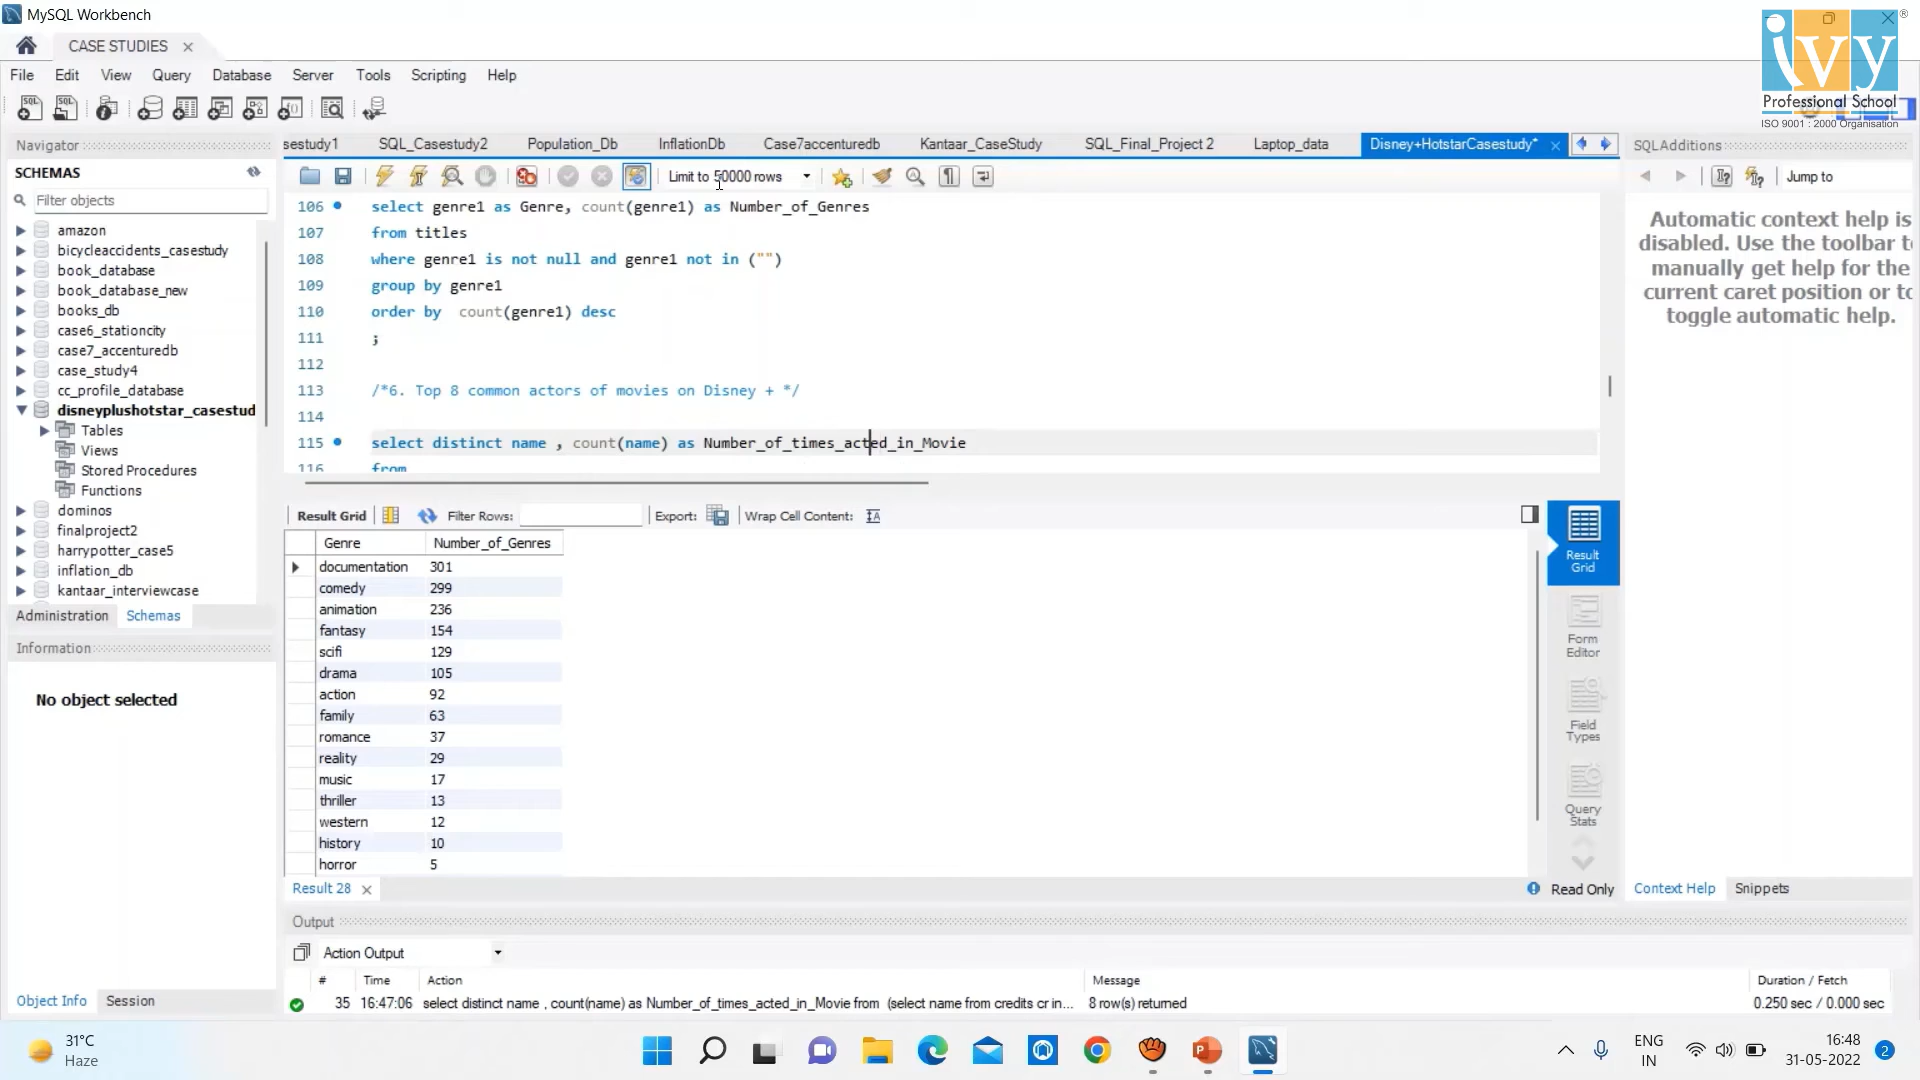 MySQL Workbench
CASE STUDIES
File Edit View Query Database Server Tools Scripting Help
ivy
Professional School
ISO 9001 : 2000 Organisation
®
Navigator
SCHEMAS
Filter objects
amazon
bicycleaccidents_casestudy
book_database
book_database_new
books_db
case6_stationcity
case7_accenturedb
case_study4
cc_profile_database
disneyplushotstar_casestud
Tables
Views
Stored Procedures
Functions
dominos
finalproject2
harrypotter_case5
inflation_db
kantaar_interviewcase
Administration Schemas
Information
No object selected
Object Info Session
sestudy1 SQL_Casestudy2 Population_Db InflationDb Case7accenturedb Kantaar_CaseStudy SQL_Final_Project 2 Laptop_data Disney+HotstarCasestudy*
Limit to 50000 rows
106 select genre1 as Genre, count(genre1) as Number_of_Genres
107 from titles
108 where genre1 is not null and genre1 not in ("")
109 group by genre1
110 order by count(genre1) desc
111 ;
112
113 /*6. Top 8 common actors of movies on Disney + */
114
115 select distinct name , count(name) as Number_of_times_acted_in_Movie
116 from
Result Grid Filter Rows: Export: Wrap Cell Content:
Genre Number_of_Genres
documentation 301
comedy 299
animation 236
fantasy 154
scifi 129
drama 105
action 92
family 63
romance 37
reality 29
music 17
thriller 13
western 12
history 10
horror 5
Result 28
Read Only
Result
Grid
Form
Editor
Field
Types
Query
Stats
SQLAdditions
Jump to
Automatic context help is
disabled. Use the toolbar to
manually get help for the
current caret position or to
toggle automatic help.
Context Help Snippets
Output
Action Output
# Time Action Message Duration / Fetch
35 16:47:06 select distinct name , count(name) as Number_of_times_acted_in_Movie from (select name from credits cr in... 8 row(s) returned 0.250 sec / 0.000 sec
31°C
Haze
ENG
IN
16:48
31-05-2022
2